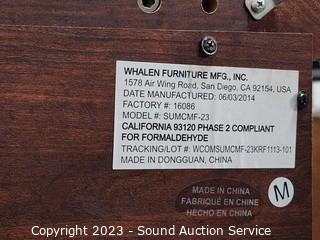 WHALEN FURNITURE MFG., INC.
1578 Air Wing Road, San Diego, CA 92154, USA
DATE MANUFACTURED: 06/03/2014
FACTORY #: 16086
MODEL #: SUMCMF-23
CALIFORNIA 93120 PHASE 2 COMPLIANT
FOR FORMALDEHYDE
TRACKING/LOT #: WCOMSUMCMF-23KRF1113-101
MADE IN DONGGUAN, CHINA
MADE IN CHINA
FABRIQUÉ EN CHINE
HECHO EN CHINA
M
Copyright 2023 - Sound Auction Service